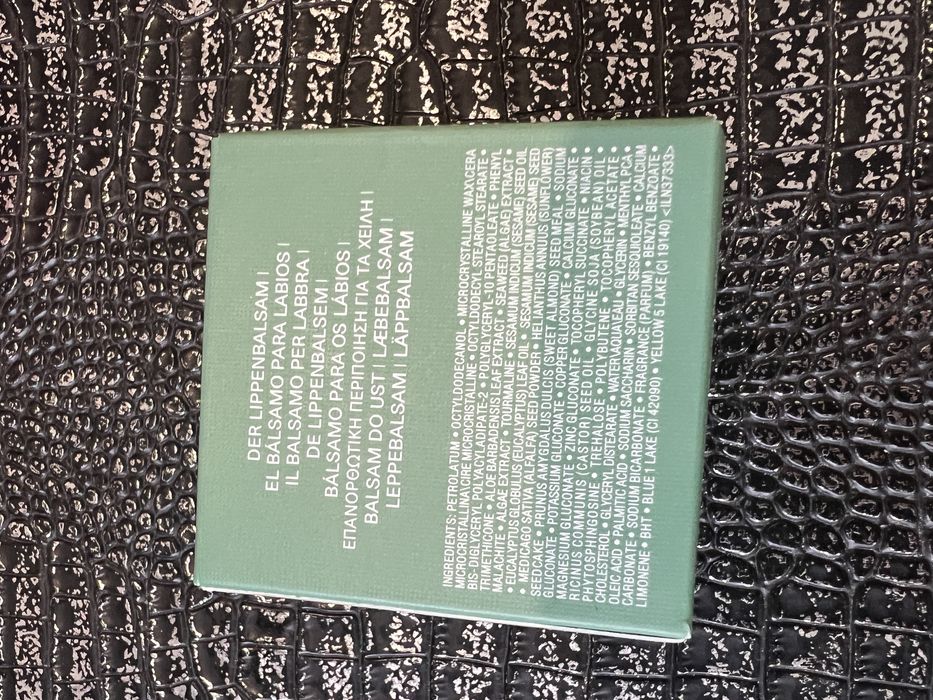 DER LIPPENBALSAM |
EL BÁLSAMO PARA LABIOS |
IL BALSAMO PER LABBRA |
DE LIPPENBALSEM |
BÁLSAMO PARA OS LÁBIOS |
ΕΠΑΝΟΡΘΩΤΙΚΗ ΠΕΡΙΠΟΙΗΣΗ ΓΙΑ ΤΑ ΧΕΙΛΗ |
BALSAM DO UST | LÆBEBALSAM |
LEPPEBALSAM | LÄPPBALSAM
INGREDIENTS: PETROLATUM • OCTYLDODECANOL • MICROCRYSTALLINE WAX\CERA
MICROCRISTALLINA\CIRE MICROCRISTALLINE • OCTYLDODECYL STEAROYL STEARATE •
BIS-DIGLYCERYL POLYACYLADIPATE-2 • POLYGLYCERYL-10 PENTAOLEATE • PHENYL
TRIMETHICONE • ALOE BARBADENSIS LEAF EXTRACT • SEAWEED (ALGAE) EXTRACT •
MALACHITE • ALGAE EXTRACT • TOURMALINE • SESAMUM INDICUM (SESAME) SEED OIL
• EUCALYPTUS GLOBULUS (EUCALYPTUS) LEAF OIL • SESAMUM INDICUM (SESAME) SEED
• MEDICAGO SATIVA (ALFALFA) SEED POWDER • HELIANTHUS ANNUUS (SUNFLOWER)
SEEDCAKE • PRUNUS AMYGDALUS DULCIS (SWEET ALMOND) SEED MEAL • SODIUM
GLUCONATE • POTASSIUM GLUCONATE • COPPER GLUCONATE • CALCIUM GLUCONATE •
MAGNESIUM GLUCONATE • ZINC GLUCONATE • TOCOPHERYL SUCCINATE • NIACIN •
RICINUS COMMUNIS (CASTOR) SEED OIL • GLYCINE SOJA (SOYBEAN) OIL •
PHYTOSPHINGOSINE • TREHALOSE • POLYBUTENE • TOCOPHERYL ACETATE •
CHOLESTEROL • GLYCERYL DISTEARATE • WATER\AQUA\EAU • GLYCERIN • MENTHYL PCA •
OLEIC ACID • PALMITIC ACID • SODIUM SACCHARIN • SORBITAN SESQUIOLEATE • CALCIUM
CARBONATE • SODIUM BICARBONATE • FRAGRANCE (PARFUM) • BENZYL BENZOATE •
LIMONENE • BHT • BLUE 1 LAKE (CI 42090) • YELLOW 5 LAKE (CI 19140) <ILN37333>